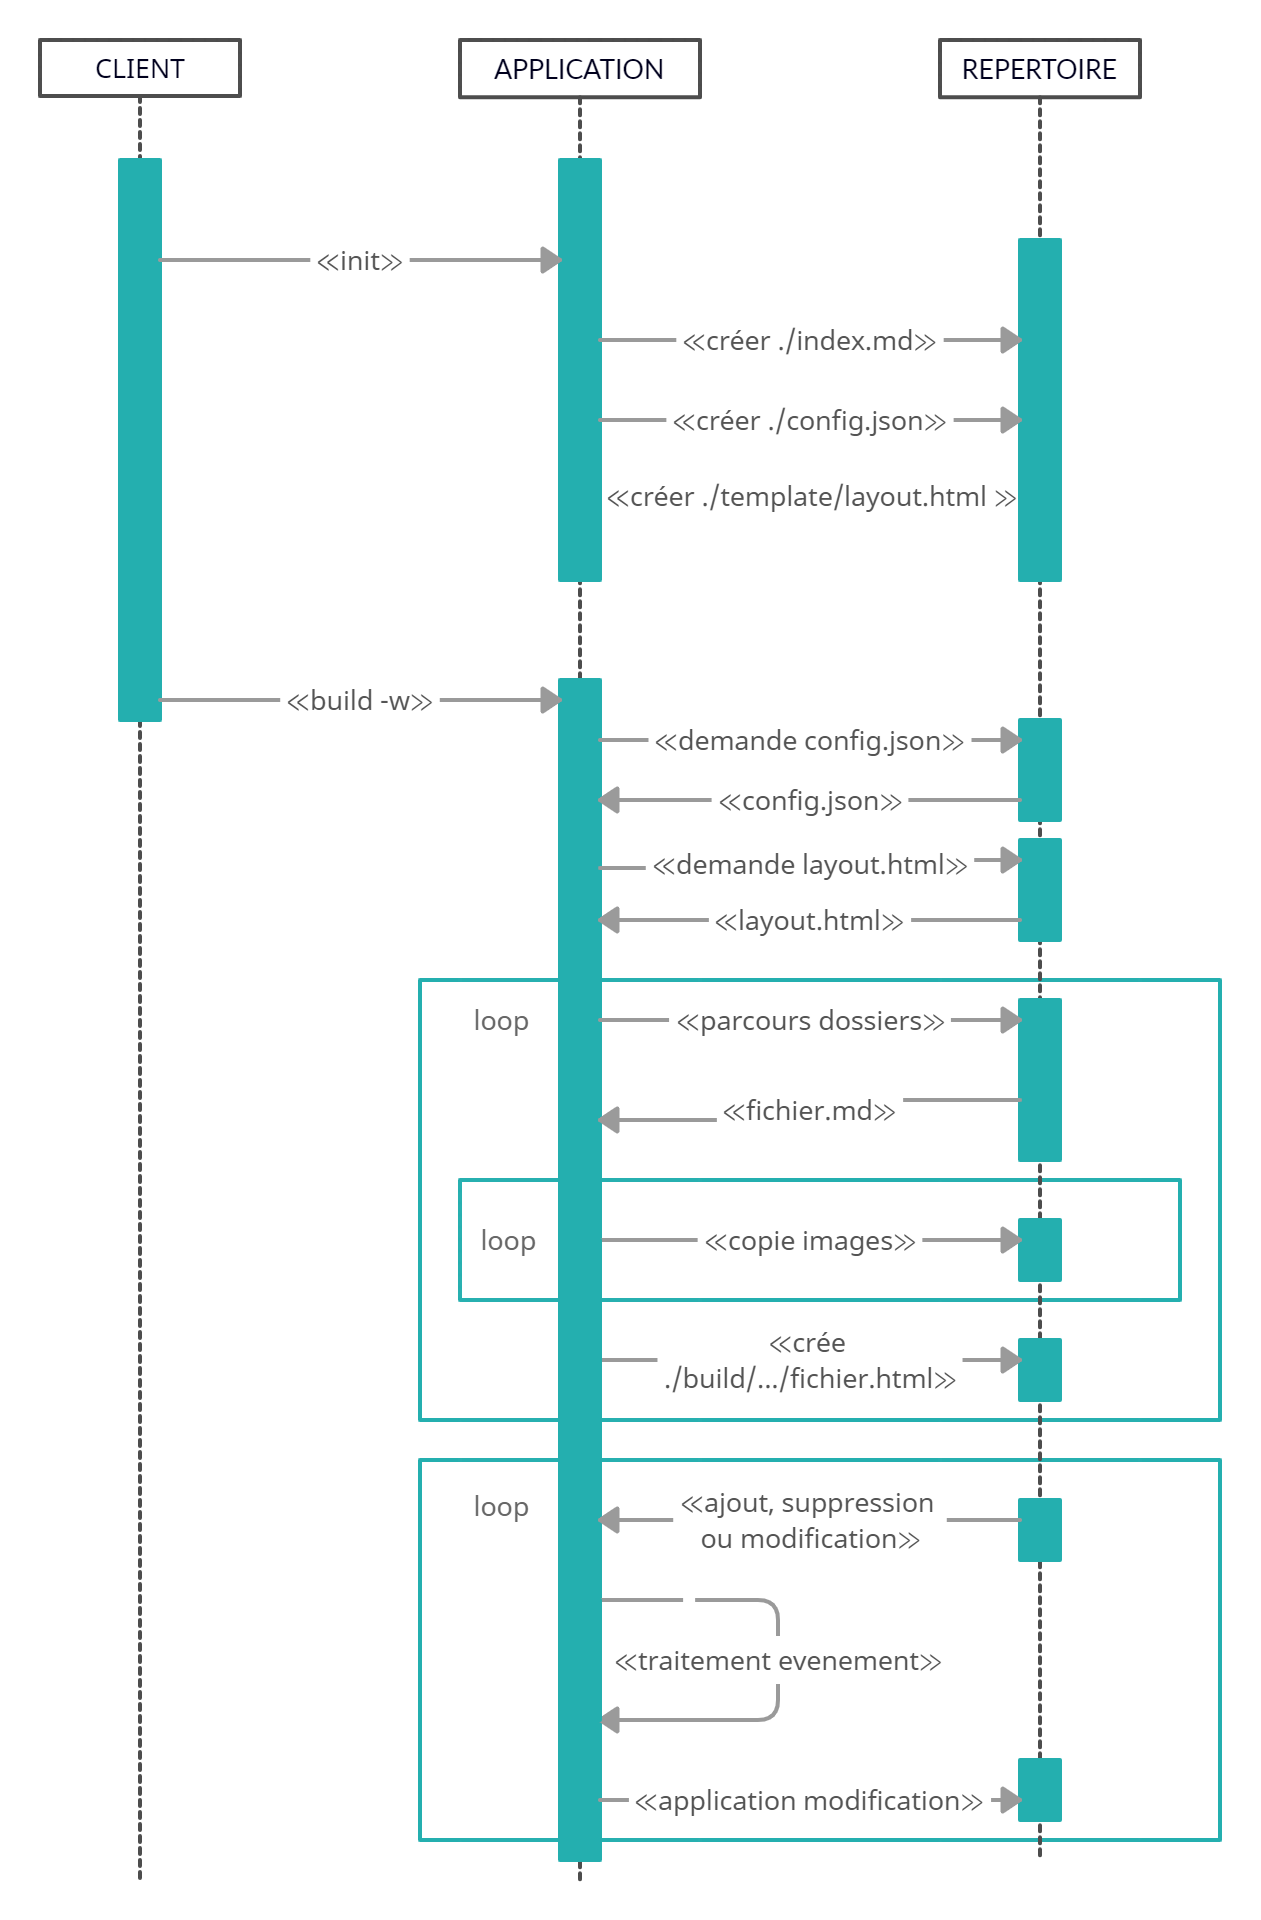 CLIENT
APPLICATION
REPERTOIRE
≪init≫
≪créer ./index.md≫
≪créer ./config.json≫
≪créer ./template/layout.html ≫
≪build -w≫
≪demande config.json≫
≪config.json≫
≪demande layout.html≫
≪layout.html≫
loop
≪parcours dossiers≫
≪fichier.md≫
loop
≪copie images≫
≪crée
./build/.../fichier.html≫
loop
≪ajout, suppression
ou modification≫
≪traitement evenement≫
≪application modification≫